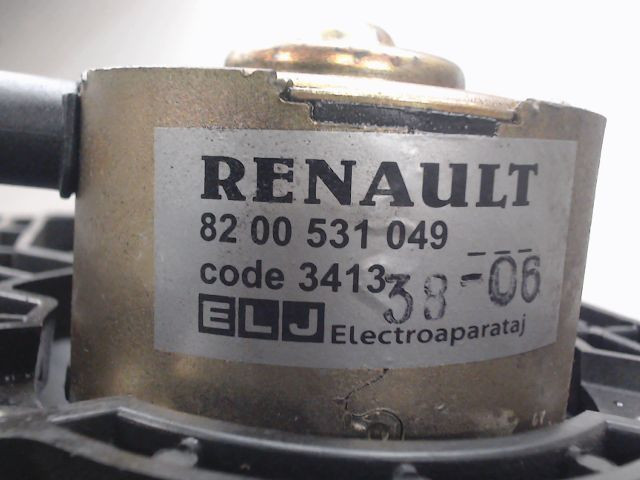 RENAULT
82 00 531 049
code 3413 38-06
ELJ Electroaparataj